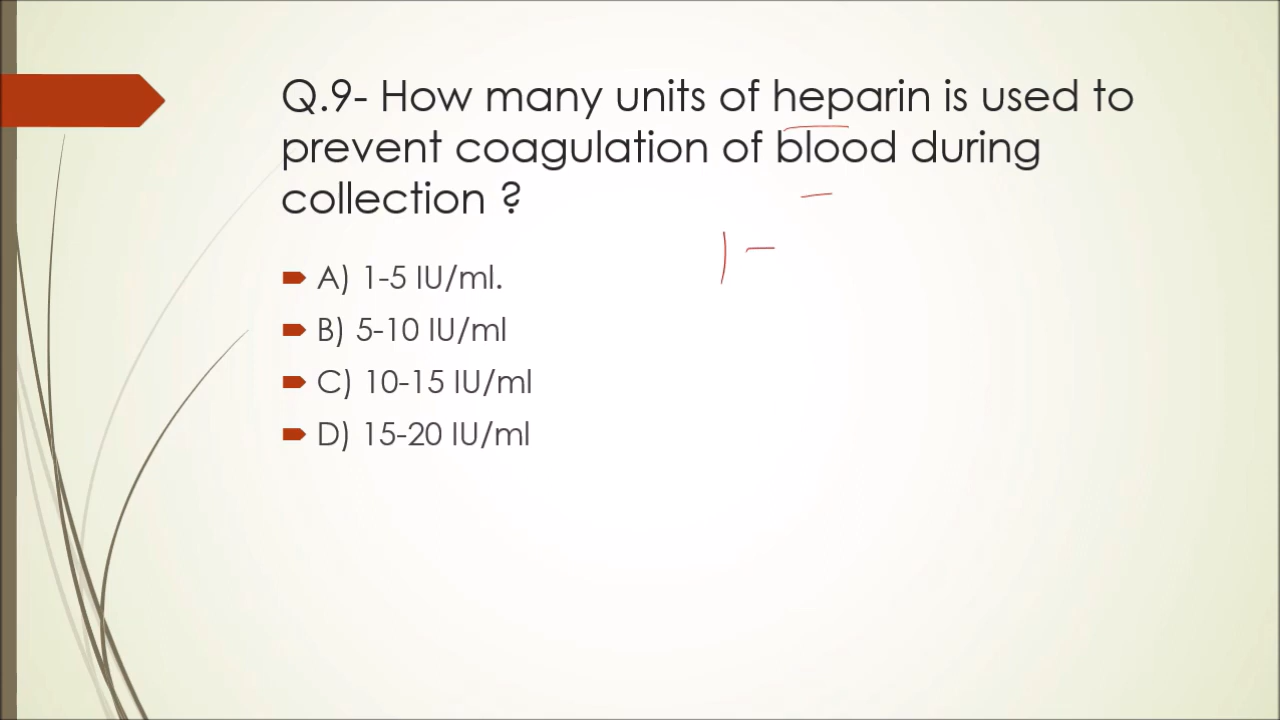 Q.9- How many units of heparin is used to
prevent coagulation of blood during
collection ?
A) 1-5 IU/ml.
B) 5-10 IU/ml
C) 10-15 IU/ml
D) 15-20 IU/ml